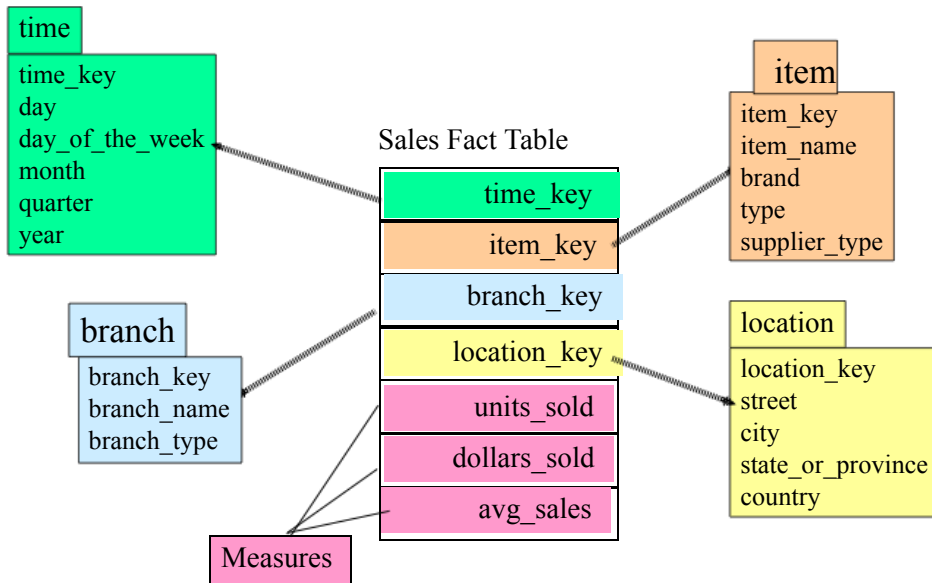 time
time_key
day
day_of_the_week
month
quarter
year
item
item_key
item_name
brand
type
supplier_type
Sales Fact Table
time_key
item_key
branch_key
location_key
units_sold
dollars_sold
avg_sales
branch
branch_key
branch_name
branch_type
location
location_key
street
city
state_or_province
country
Measures